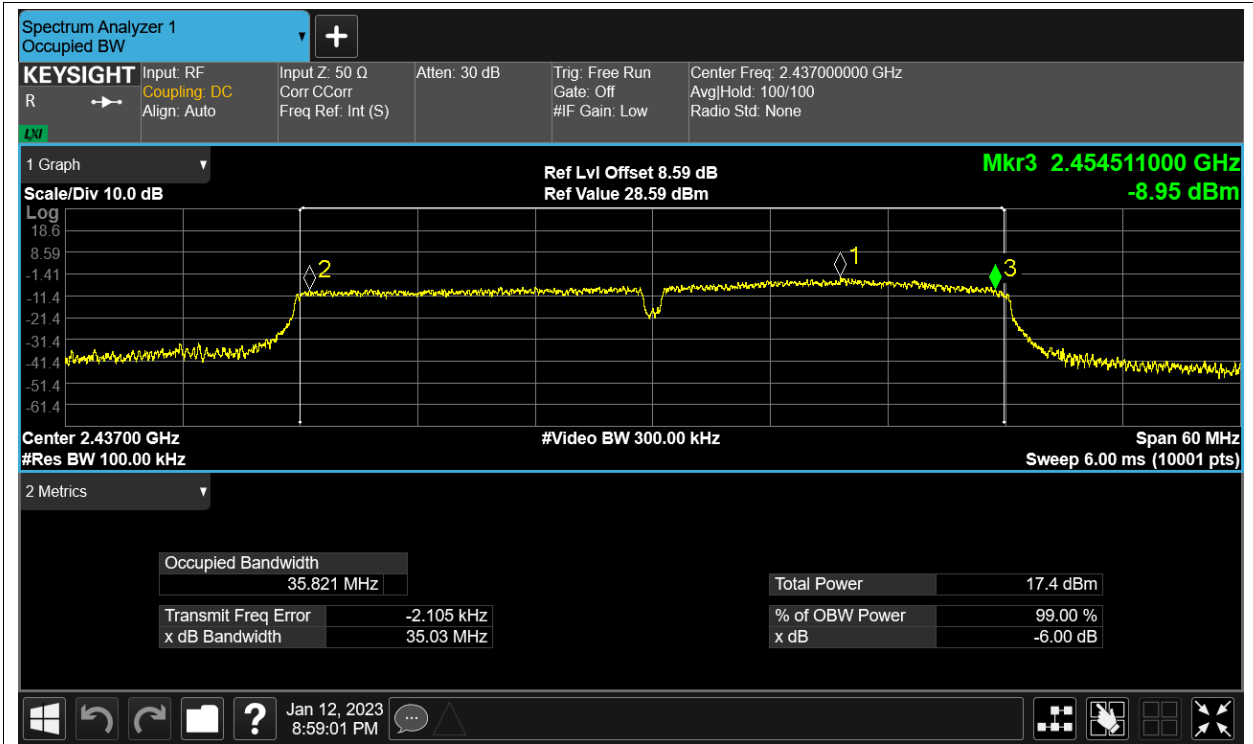 Spectrum Analyzer 1
Occupied BW
KEYSIGHT
R
LXI
Input: RF
Coupling: DC
Align: Auto
Input Z: 50 Ω
Corr CCorr
Freq Ref: Int (S)
Atten: 30 dB
Trig: Free Run
Gate: Off
#IF Gain: Low
Center Freq: 2.437000000 GHz
Avg|Hold: 100/100
Radio Std: None
1 Graph
Scale/Div 10.0 dB
Ref Lvl Offset 8.59 dB
Ref Value 28.59 dBm
Mkr3 2.454511000 GHz
-8.95 dBm
Log
18.6
8.59
-1.41
-11.4
-21.4
-31.4
-41.4
-51.4
-61.4
2
1
3
Center 2.43700 GHz
#Res BW 100.00 kHz
#Video BW 300.00 kHz
Span 60 MHz
Sweep 6.00 ms (10001 pts)
2 Metrics
Occupied Bandwidth
35.821 MHz
Transmit Freq Error -2.105 kHz
x dB Bandwidth 35.03 MHz
Total Power 17.4 dBm
% of OBW Power 99.00 %
x dB -6.00 dB
?
Jan 12, 2023
8:59:01 PM